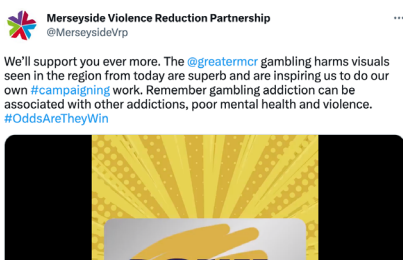 Merseyside Violence Reduction Partnership
@MerseysideVrp
We'll support you ever more. The @greatermcr gambling harms visuals
seen in the region from today are superb and are inspiring us to do our
own #campaigning work. Remember gambling addiction can be
associated with other addictions, poor mental health and violence.
#OddsAreTheyWin